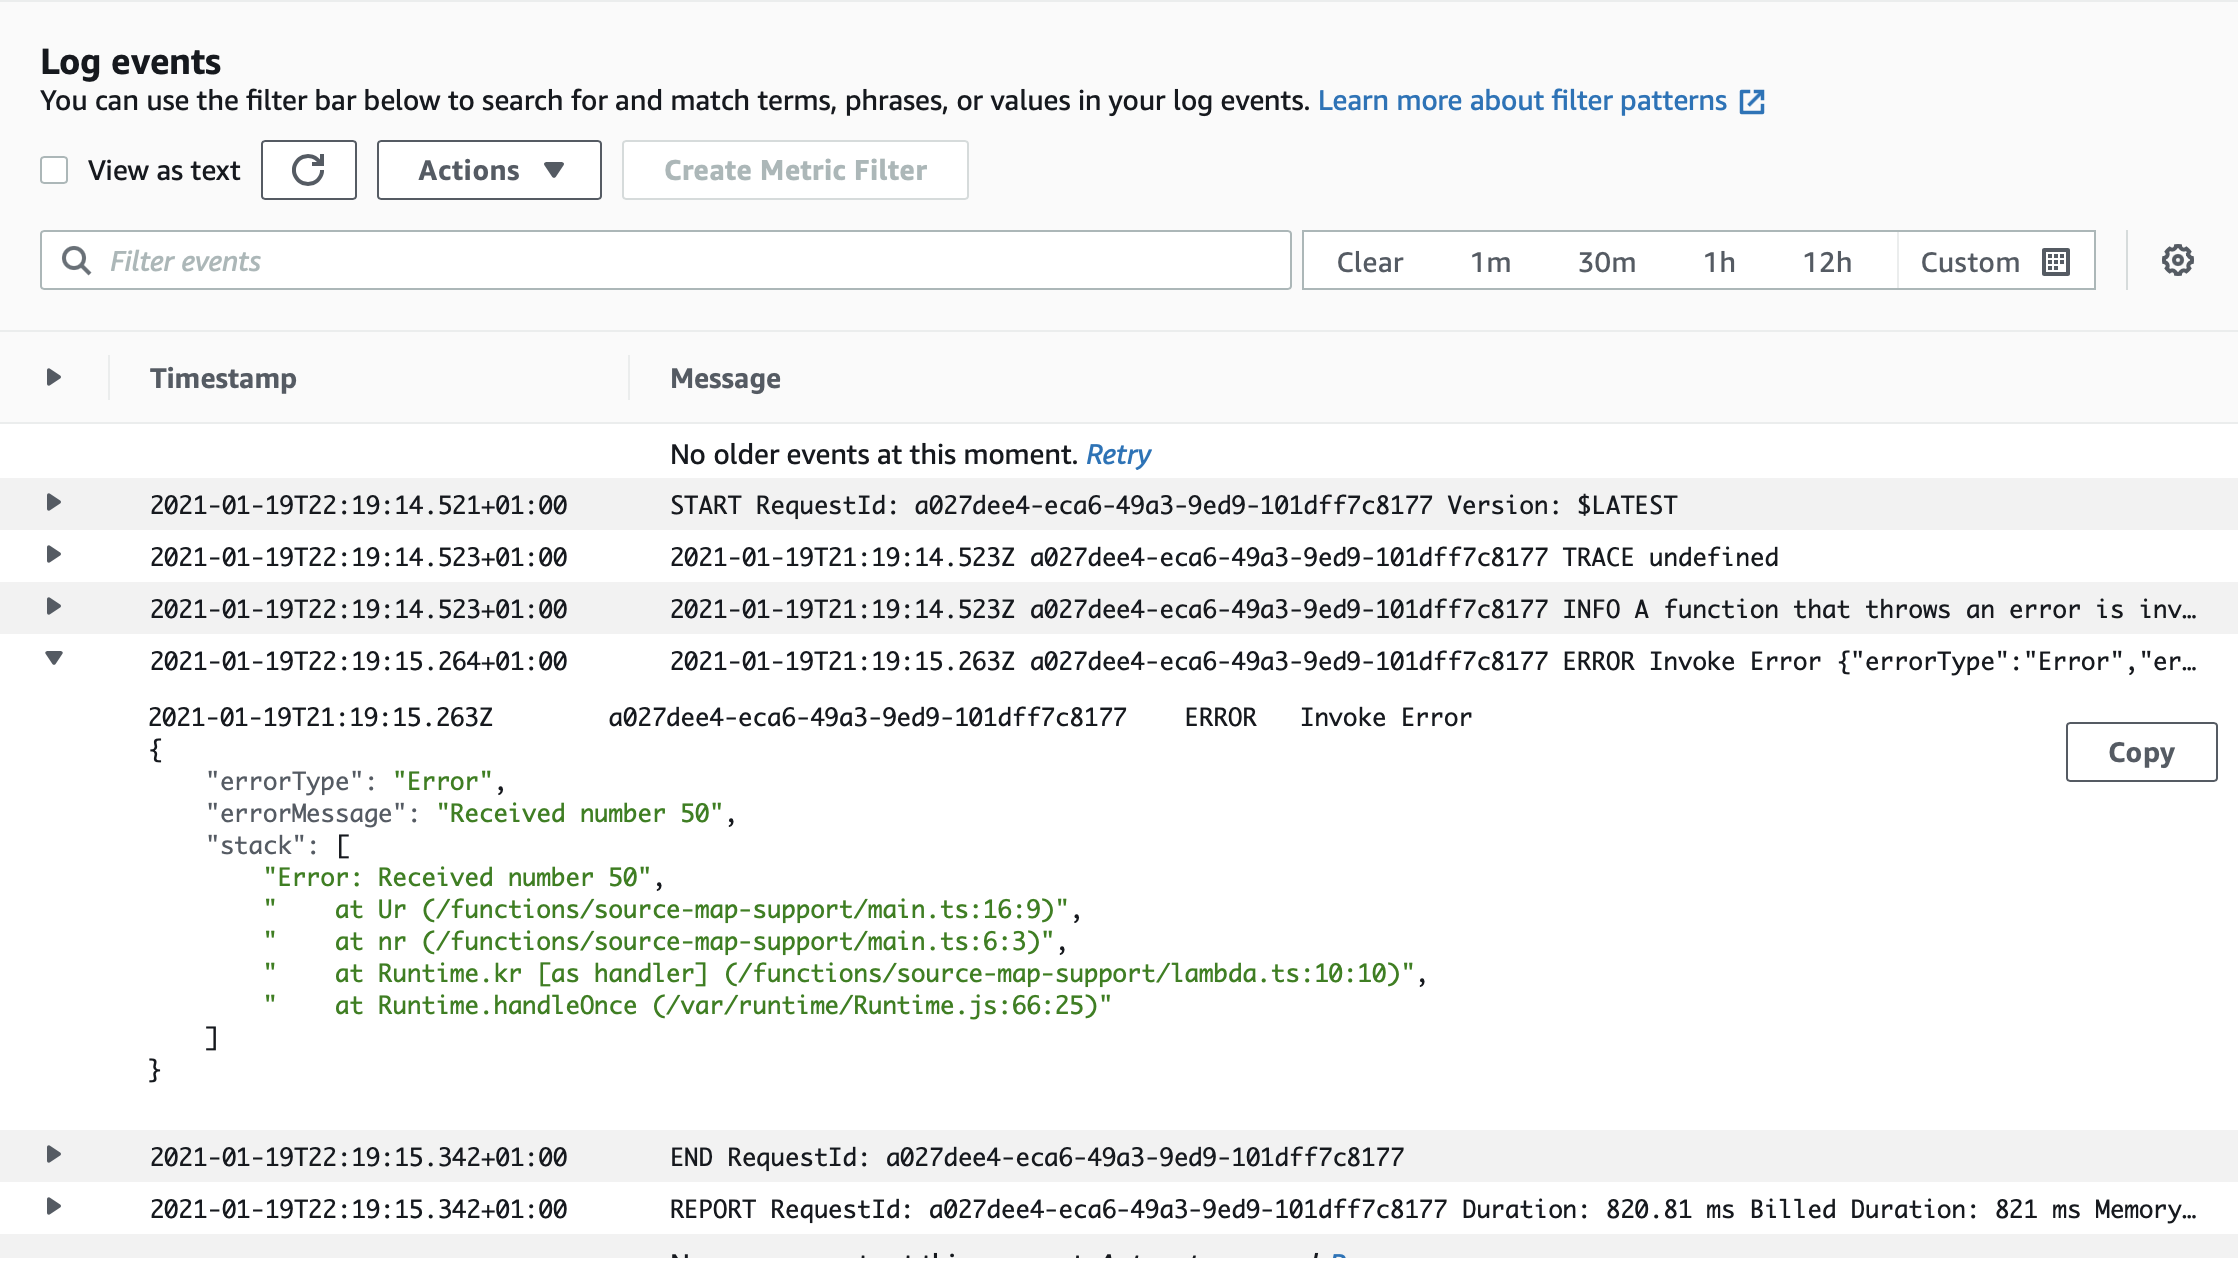 Log events
You can use the filter bar below to search for and match terms, phrases, or values in your log events. Learn more about filter patterns
View as text Actions Create Metric Filter
Filter events Clear 1m 30m 1h 12h Custom
Timestamp Message
No older events at this moment. Retry
2021-01-19T22:19:14.521+01:00 START RequestId: a027dee4-eca6-49a3-9ed9-101dff7c8177 Version: $LATEST
2021-01-19T22:19:14.523+01:00 2021-01-19T21:19:14.523Z a027dee4-eca6-49a3-9ed9-101dff7c8177 TRACE undefined
2021-01-19T22:19:14.523+01:00 2021-01-19T21:19:14.523Z a027dee4-eca6-49a3-9ed9-101dff7c8177 INFO A function that throws an error is inv…
2021-01-19T22:19:15.264+01:00 2021-01-19T21:19:15.263Z a027dee4-eca6-49a3-9ed9-101dff7c8177 ERROR Invoke Error {"errorType":"Error","er…
2021-01-19T21:19:15.263Z a027dee4-eca6-49a3-9ed9-101dff7c8177 ERROR Invoke Error
Copy
{
"errorType": "Error",
"errorMessage": "Received number 50",
"stack": [
"Error: Received number 50",
" at Ur (/functions/source-map-support/main.ts:16:9)",
" at nr (/functions/source-map-support/main.ts:6:3)",
" at Runtime.kr [as handler] (/functions/source-map-support/lambda.ts:10:10)",
" at Runtime.handleOnce (/var/runtime/Runtime.js:66:25)"
]
}
2021-01-19T22:19:15.342+01:00 END RequestId: a027dee4-eca6-49a3-9ed9-101dff7c8177
2021-01-19T22:19:15.342+01:00 REPORT RequestId: a027dee4-eca6-49a3-9ed9-101dff7c8177 Duration: 820.81 ms Billed Duration: 821 ms Memory…